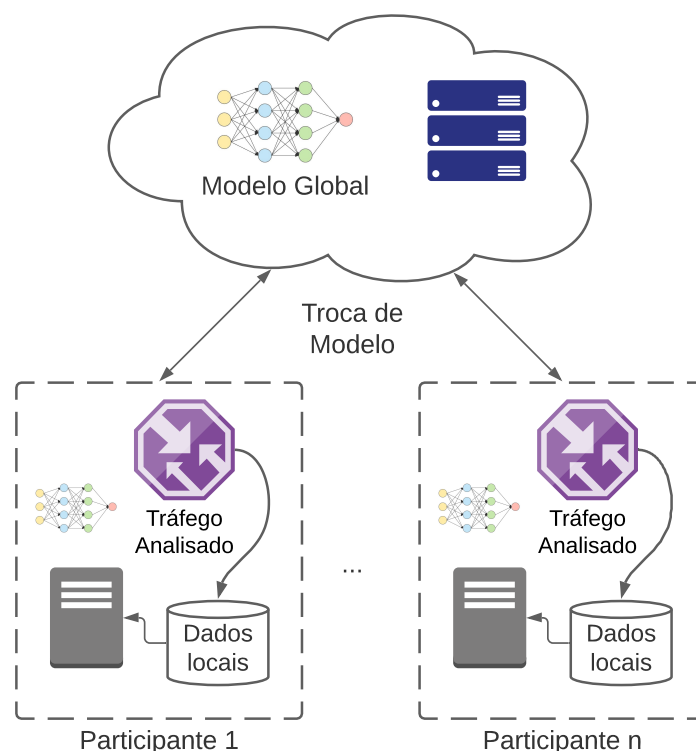 Modelo Global
Troca de
Modelo
Tráfego
Analisado
Dados
locais
Participante 1
...
Tráfego
Analisado
Dados
locais
Participante n